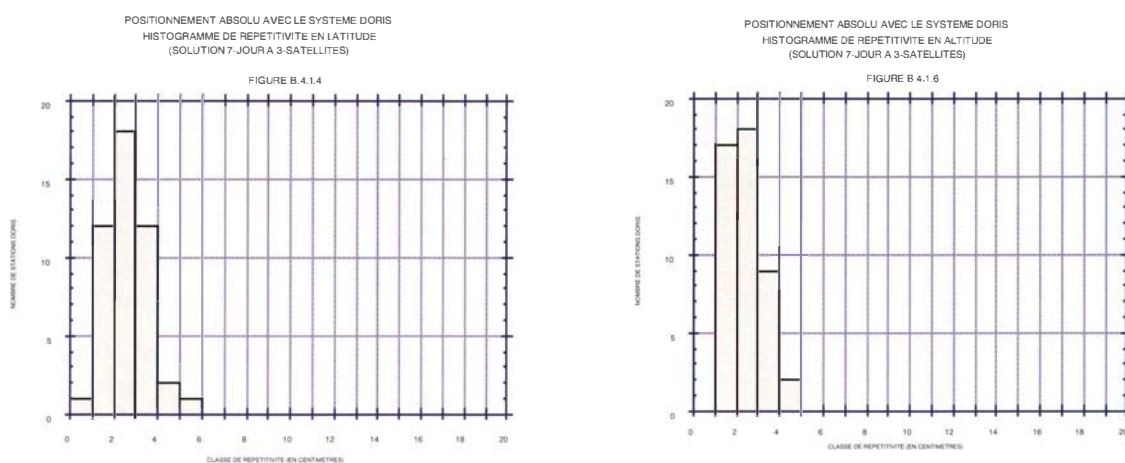 POSITIONNEMENT ABSOLU AVEC LE SYSTEME DORIS
HISTOGRAMME DE REPETITIVITE EN LATITUDE
(SOLUTION 7-JOUR A 3-SATELLITES)
FIGURE B.4.1.4
20
15
10
5
0
NOMBRE DE STATIONS DORIS
0 2 4 6 8 10 12 14 16 18 20
CLASSE DE REPETITIVITE (EN CENTIMETRES)
POSITIONNEMENT ABSOLU AVEC LE SYSTEME DORIS
HISTOGRAMME DE REPETITIVITE EN ALTITUDE
(SOLUTION 7-JOUR A 3-SATELLITES)
FIGURE B 4.1.6
20
15
10
5
0
NOMBRE DE STATIONS DORIS
0 2 4 6 8 10 12 14 16 18 20
CLASSE DE REPETITIVITE (EN CENTIMETRES)